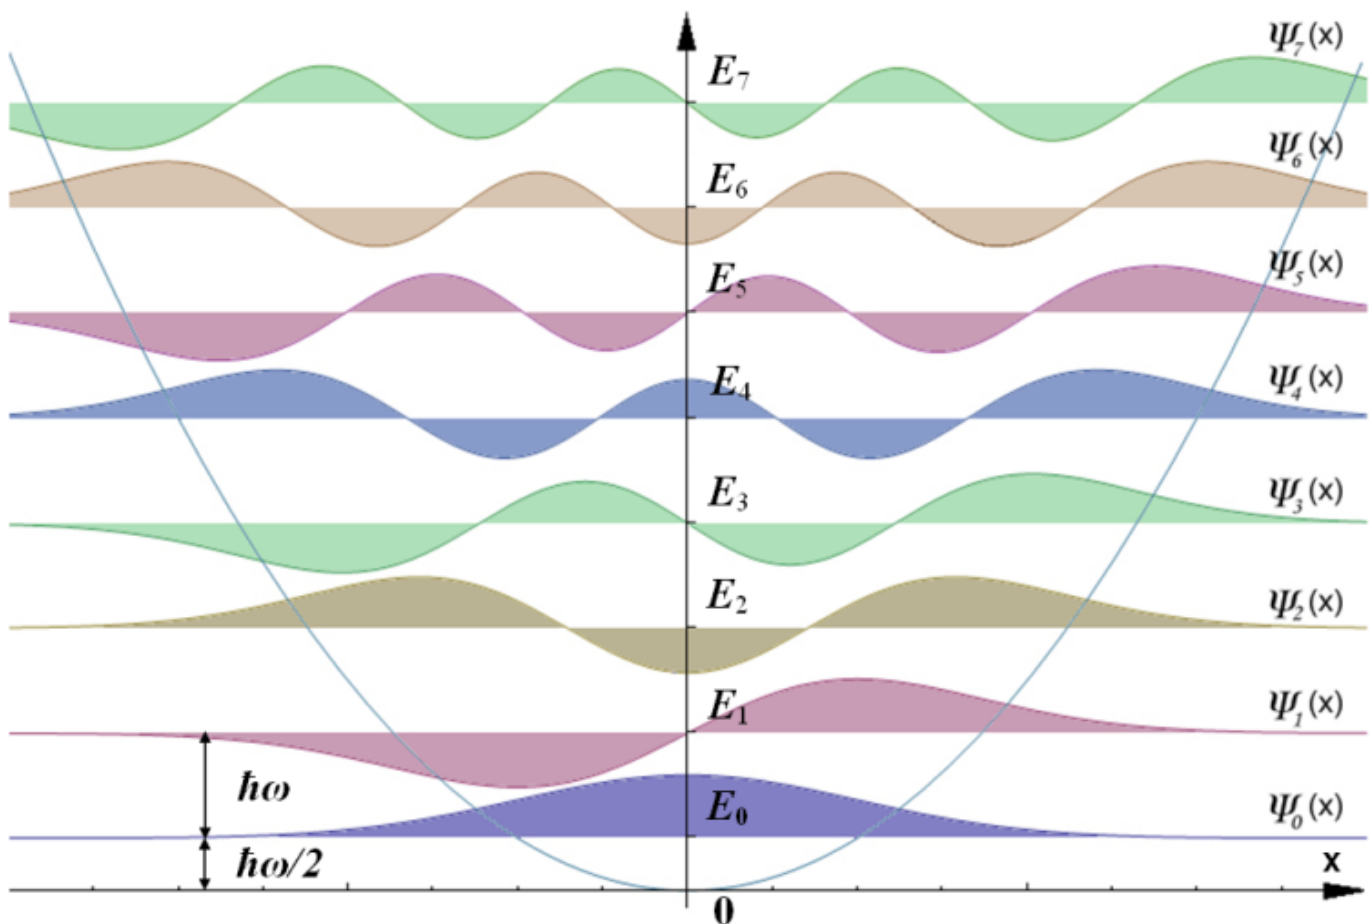 E₇ ψ₇(x)
E₆ ψ₆(x)
E₅ ψ₅(x)
E₄ ψ₄(x)
E₃ ψ₃(x)
E₂ ψ₂(x)
E₁ ψ₁(x)
ħω
E₀ ψ₀(x)
ħω/2
x
0